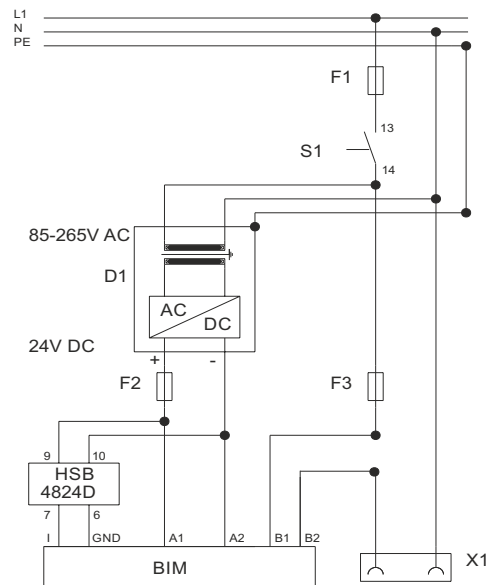 L1
N
PE
F1
13
S1
14
85-265V AC
D1
AC
DC
24V DC
+ -
F2
F3
9 10
HSB
4824D
7 6
I GND A1 A2 B1 B2
BIM
X1